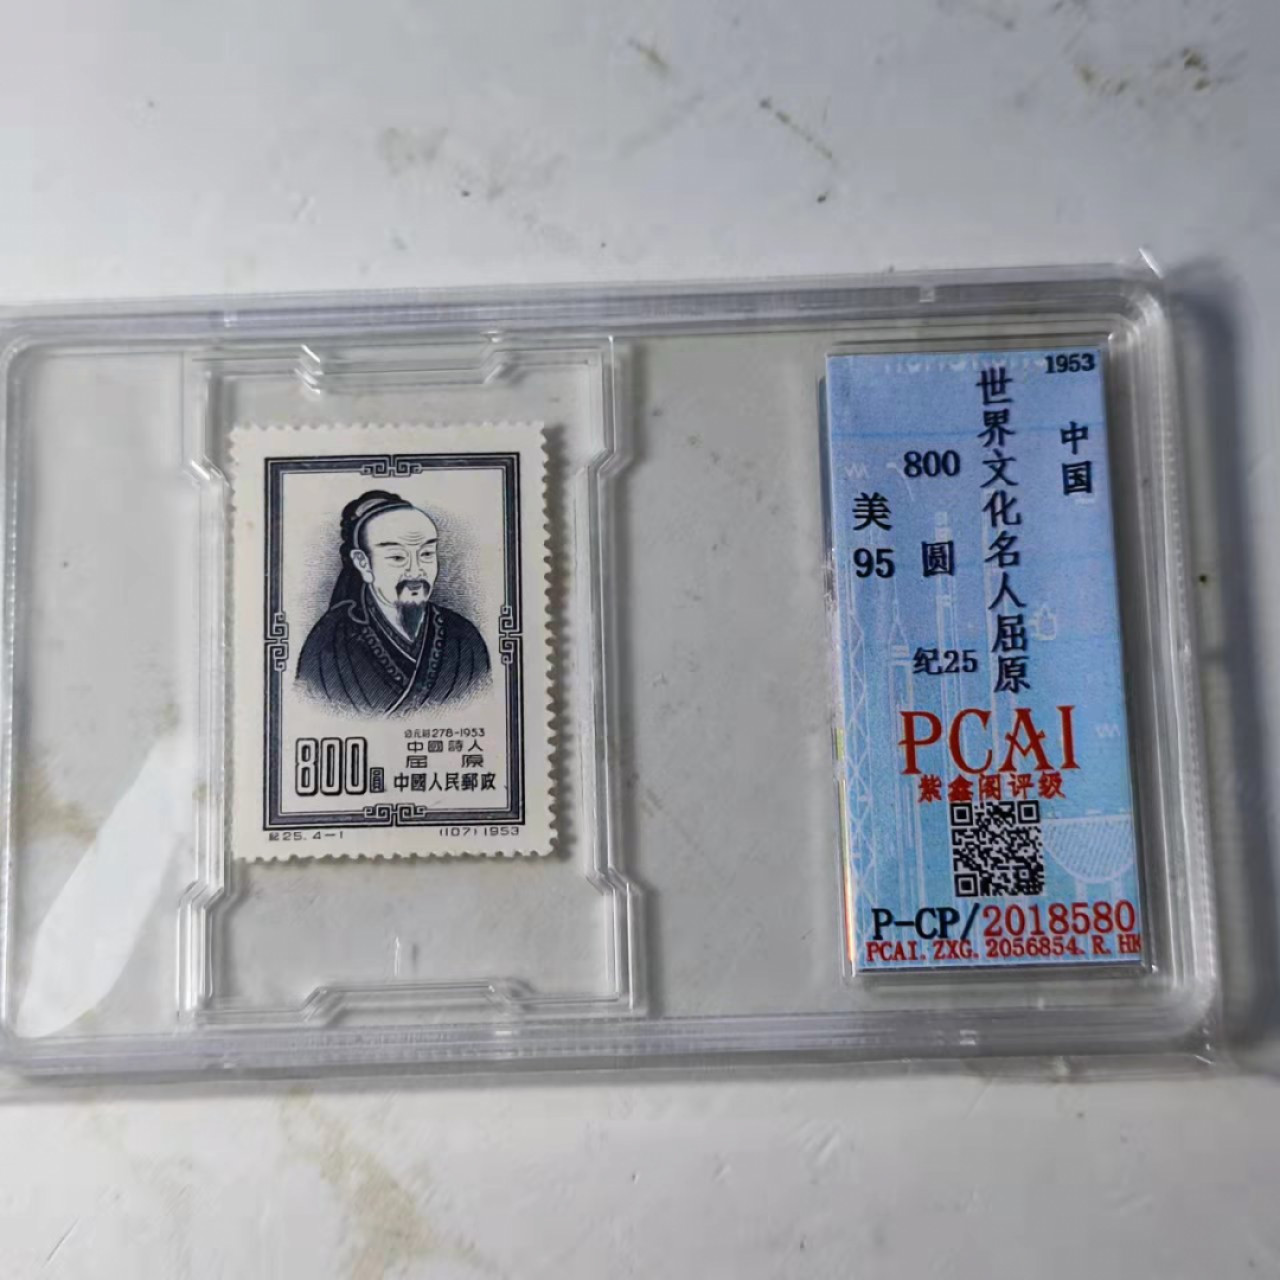 公元前278-1953
中國詩人
屈原
800圓
中國人民郵政
紀25.4-1
(107)1953
1953
中国
世界文化名人屈原
800
圆
纪25
美
95
PCAI
紫鑫阁评级
P-CP/2018580
PCAI. ZXG. 2056854. R. HK